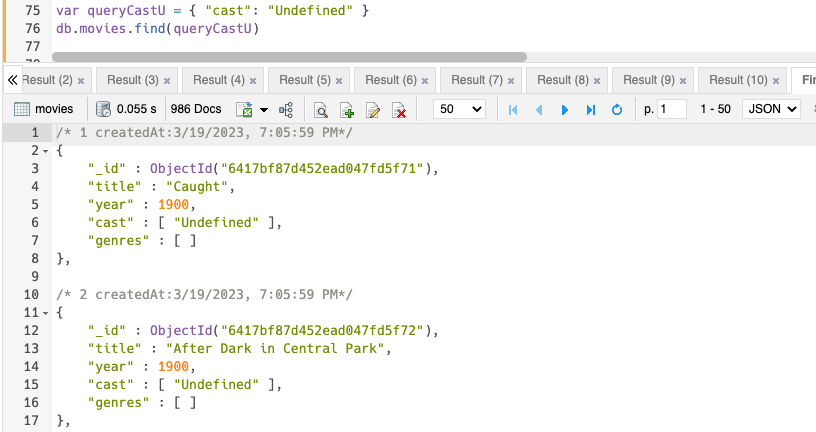 75 var queryCastU = { "cast": "Undefined" }
76 db.movies.find(queryCastU)
77
Result (2) × Result (3) × Result (4) × Result (5) × Result (6) × Result (7) × Result (8) × Result (9) × Result (10) ×
movies 0.055 s 986 Docs 50 p. 1 1 - 50 JSON
1 /* 1 createdAt:3/19/2023, 7:05:59 PM*/
2 {
3 "_id" : ObjectId("6417bf87d452ead047fd5f71"),
4 "title" : "Caught",
5 "year" : 1900,
6 "cast" : [ "Undefined" ],
7 "genres" : [ ]
8 },
9
10 /* 2 createdAt:3/19/2023, 7:05:59 PM*/
11 {
12 "_id" : ObjectId("6417bf87d452ead047fd5f72"),
13 "title" : "After Dark in Central Park",
14 "year" : 1900,
15 "cast" : [ "Undefined" ],
16 "genres" : [ ]
17 },